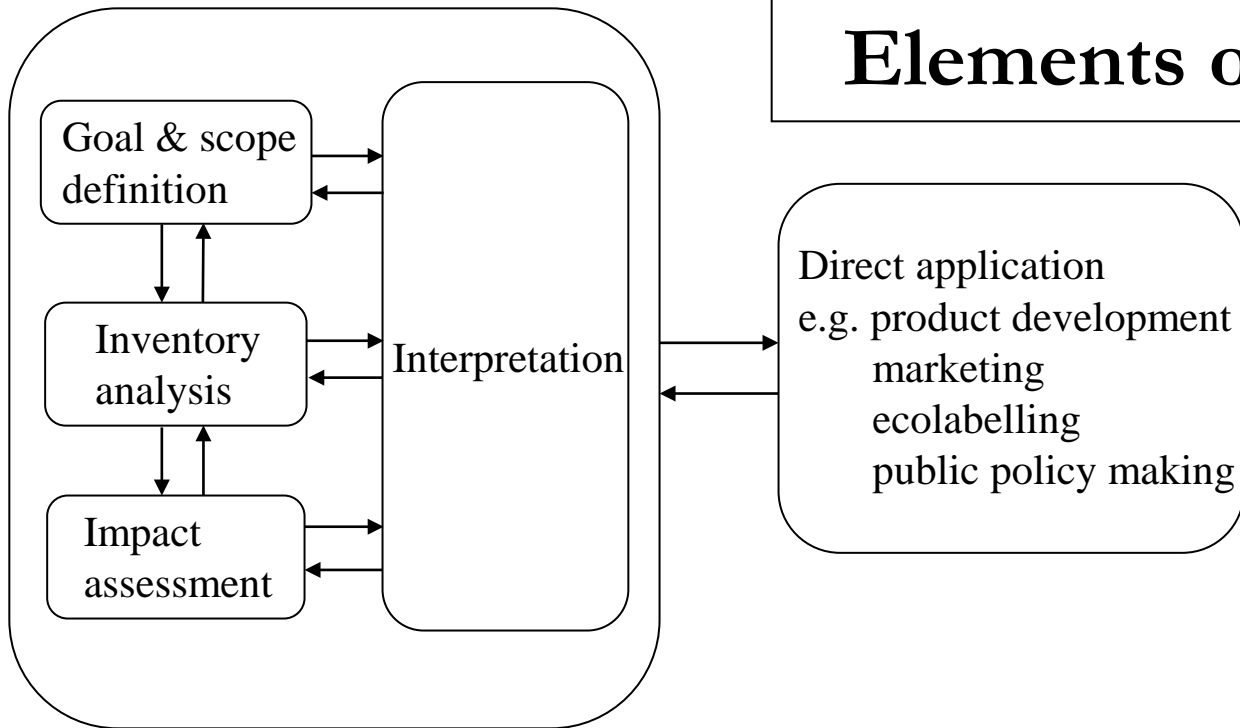 Elements o
Goal & scope
definition
Inventory
analysis
Impact
assessment
Interpretation
Direct application
e.g. product development
marketing
ecolabelling
public policy making